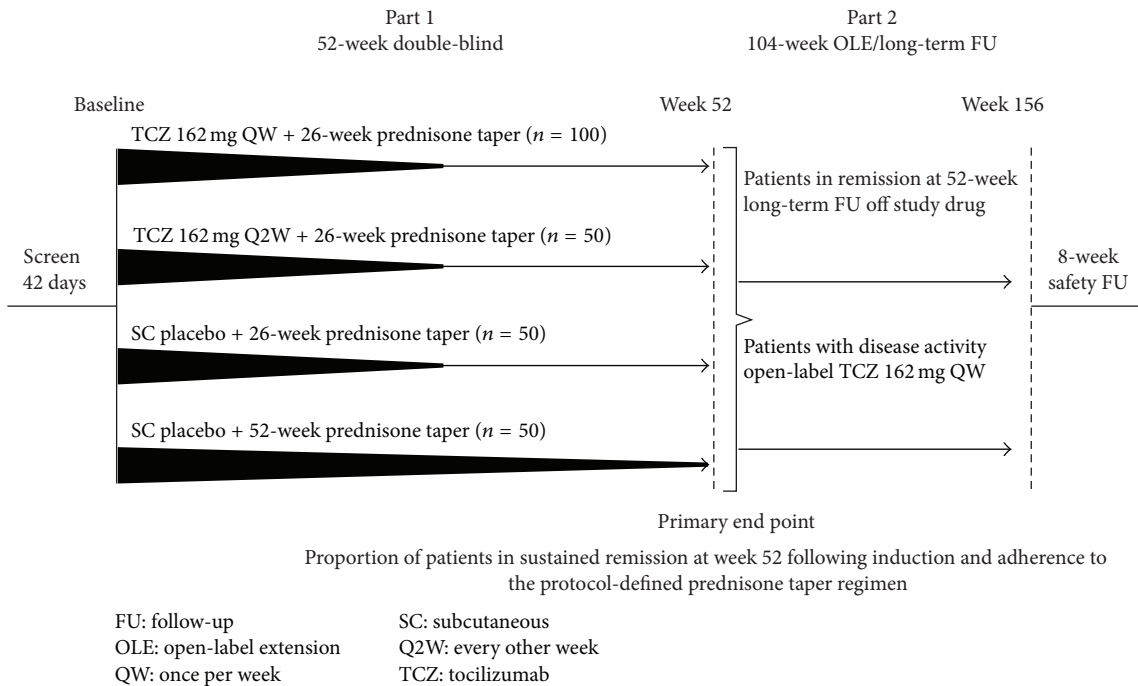 Part 1
52-week double-blind
Part 2
104-week OLE/long-term FU
Baseline
Week 52
Week 156
TCZ 162 mg QW + 26-week prednisone taper (n = 100)
Patients in remission at 52-week
long-term FU off study drug
TCZ 162 mg Q2W + 26-week prednisone taper (n = 50)
Screen
42 days
8-week
safety FU
SC placebo + 26-week prednisone taper (n = 50)
Patients with disease activity
open-label TCZ 162 mg QW
SC placebo + 52-week prednisone taper (n = 50)
Primary end point
Proportion of patients in sustained remission at week 52 following induction and adherence to
the protocol-defined prednisone taper regimen
FU: follow-up
OLE: open-label extension
QW: once per week
SC: subcutaneous
Q2W: every other week
TCZ: tocilizumab